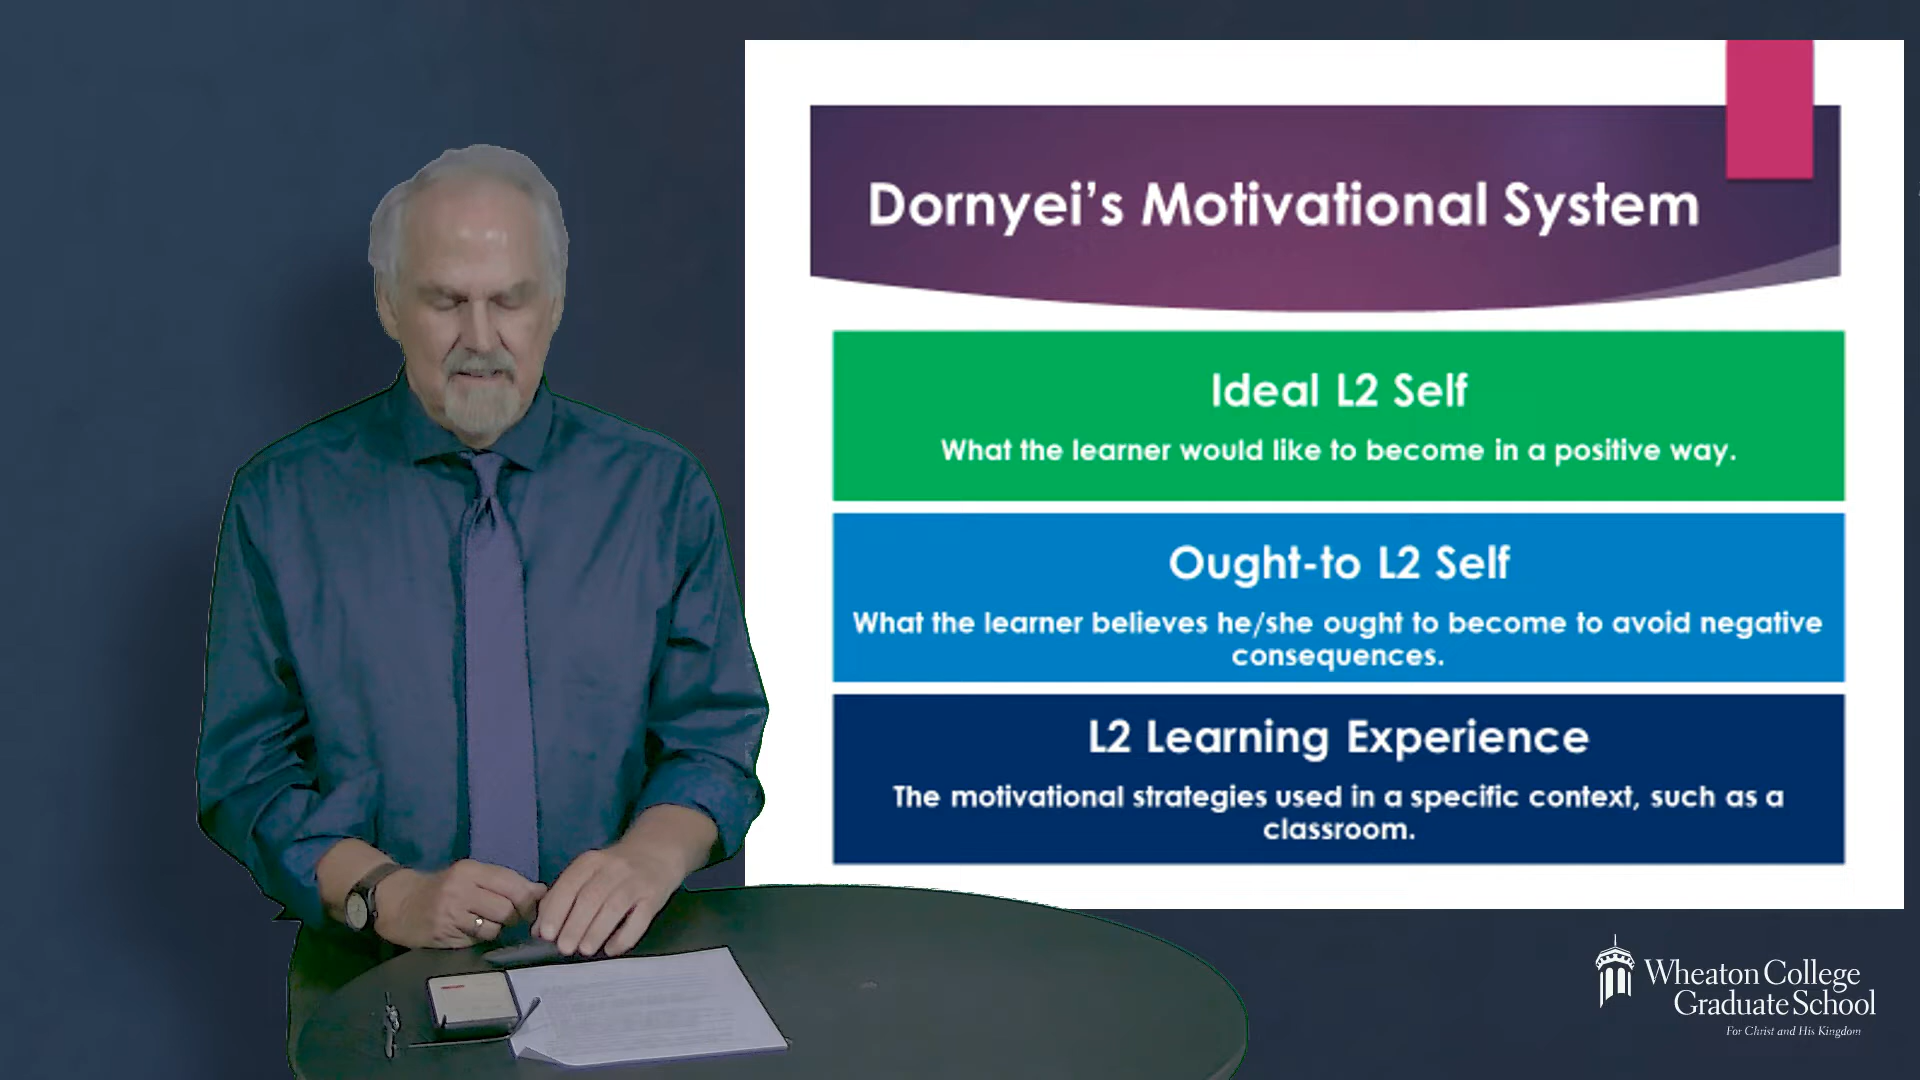 Dornyei’s Motivational System
Ideal L2 Self
What the learner would like to become in a positive way.
Ought-to L2 Self
What the learner believes he/she ought to become to avoid negative
consequences.
L2 Learning Experience
The motivational strategies used in a specific context, such as a
classroom.
Wheaton College
Graduate School
For Christ and His Kingdom